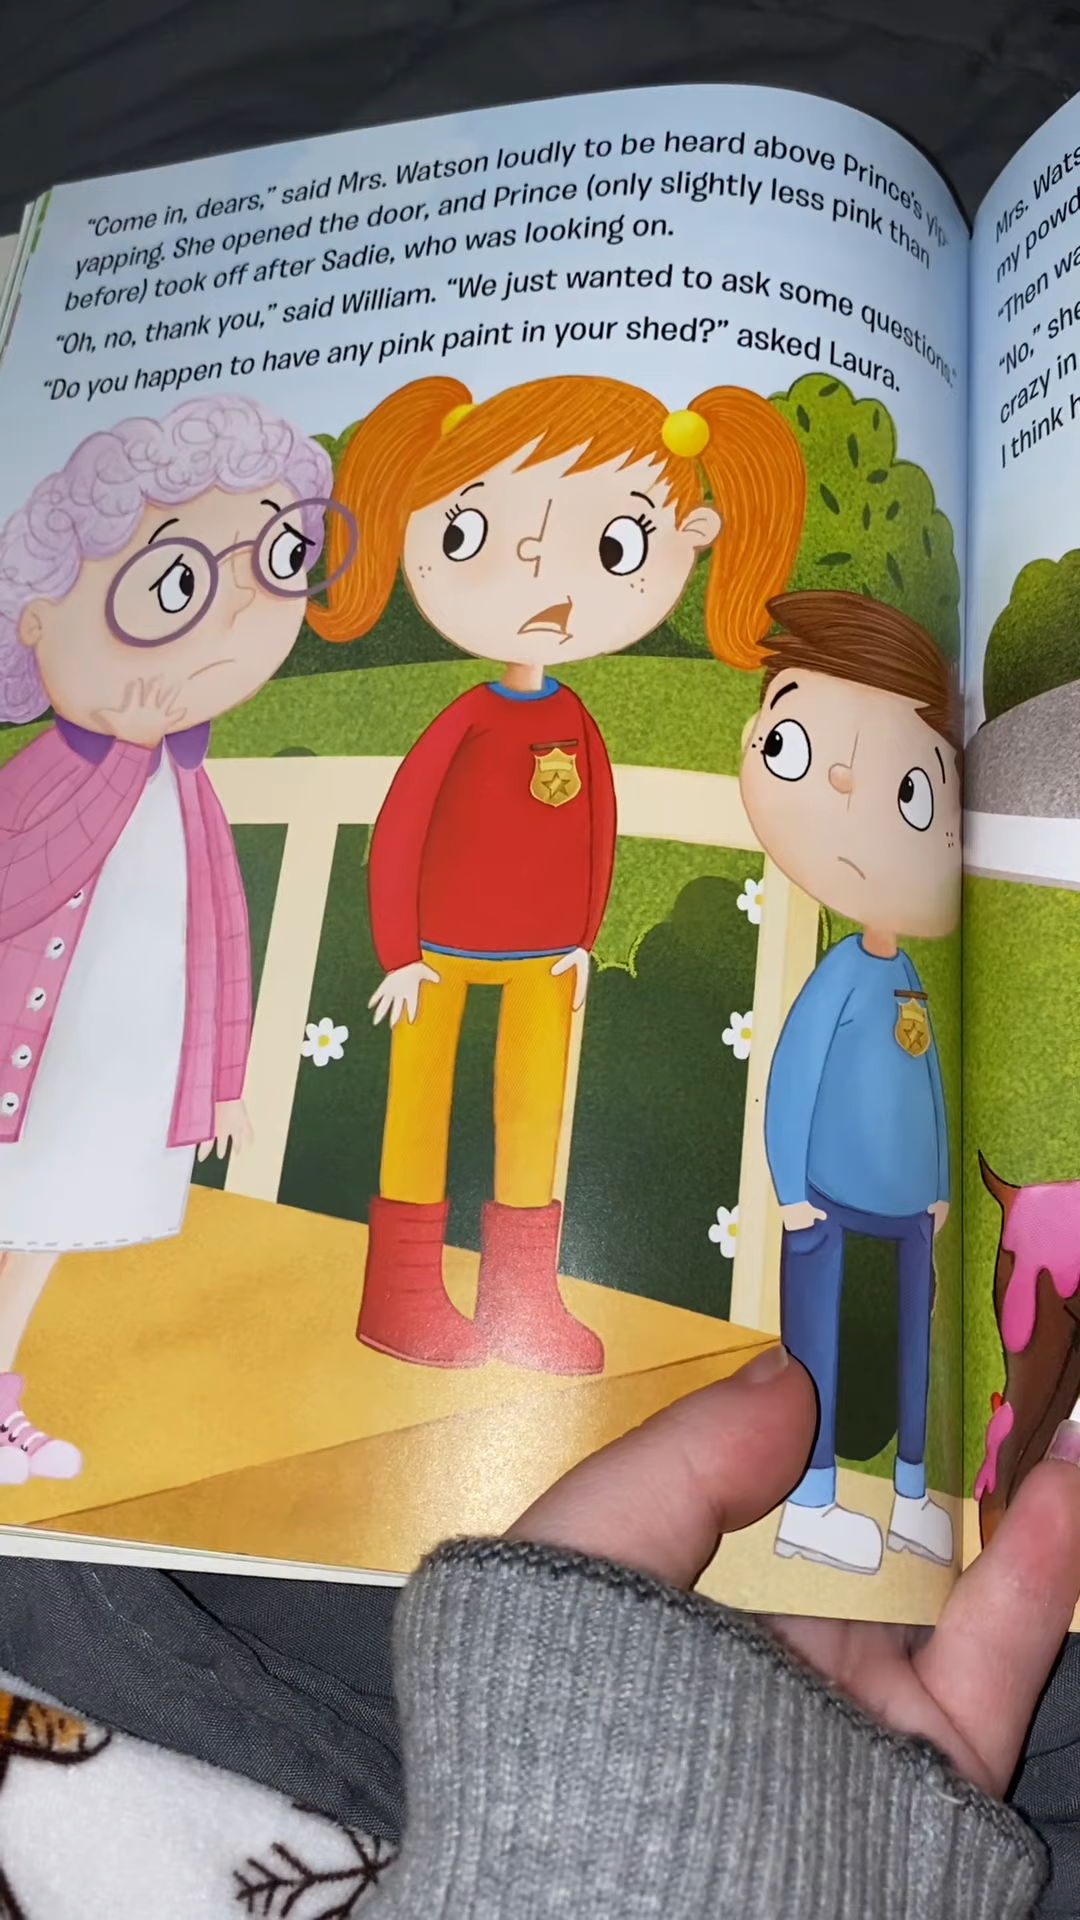 “Come in, dears,” said Mrs. Watson loudly to be heard above Prince's yip-
yapping. She opened the door, and Prince (only slightly less pink than
before) took off after Sadie, who was looking on.
“Oh, no, thank you,” said William. “We just wanted to ask some questions.”
“Do you happen to have any pink paint in your shed?” asked Laura.
Mrs. Wats
my powd
“Then wa
“No,” she
crazy in
I think h